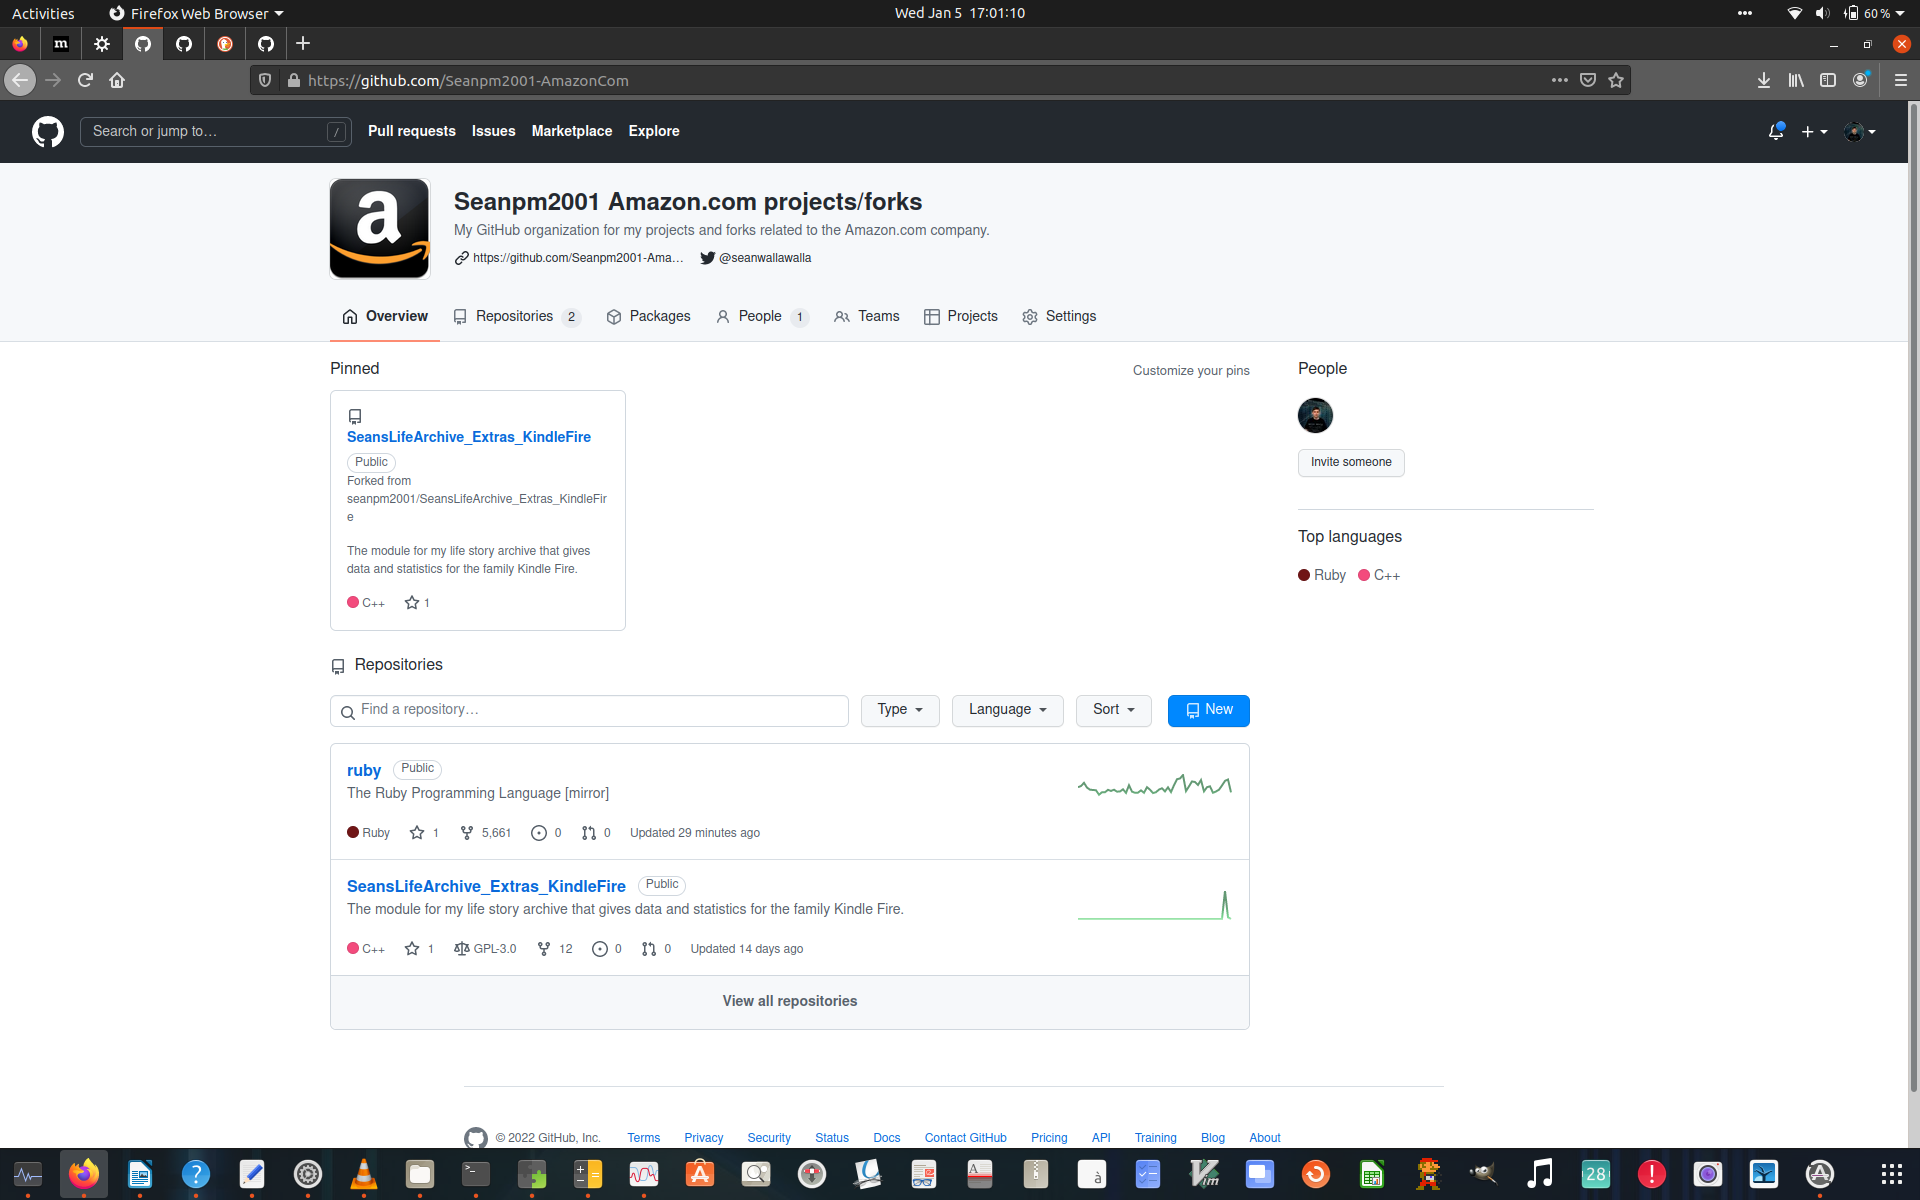 Activities
Firefox Web Browser
Wed Jan 5 17:01:10
60 %
m
https://github.com/Seanpm2001-AmazonCom
Search or jump to…
/
Pull requests
Issues
Marketplace
Explore
a
Seanpm2001 Amazon.com projects/forks
My GitHub organization for my projects and forks related to the Amazon.com company.
https://github.com/Seanpm2001-Ama…
@seanwallawalla
Overview
Repositories 2
Packages
People 1
Teams
Projects
Settings
Pinned
Customize your pins
SeansLifeArchive_Extras_KindleFire
Public
Forked from
seanpm2001/SeansLifeArchive_Extras_KindleFir
e
The module for my life story archive that gives
data and statistics for the family Kindle Fire.
C++ 1
People
Invite someone
Top languages
Ruby C++
Repositories
Find a repository…
Type
Language
Sort
New
ruby Public
The Ruby Programming Language [mirror]
Ruby 1 5,661 0 0 Updated 29 minutes ago
SeansLifeArchive_Extras_KindleFire Public
The module for my life story archive that gives data and statistics for the family Kindle Fire.
C++ 1 GPL-3.0 12 0 0 Updated 14 days ago
View all repositories
© 2022 GitHub, Inc.
Terms
Privacy
Security
Status
Docs
Contact GitHub
Pricing
API
Training
Blog
About
?
>_
A
à
Vim
28
!